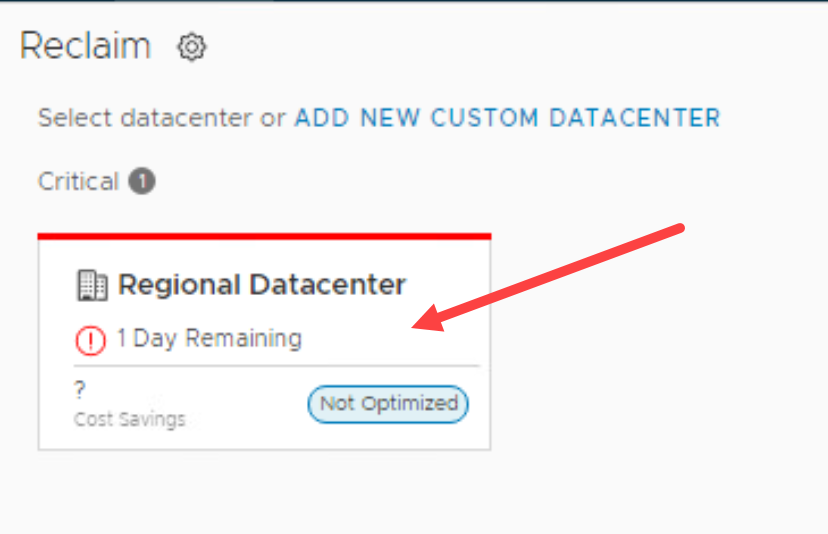 Reclaim
Select datacenter or ADD NEW CUSTOM DATACENTER
Critical 1
Regional Datacenter
1 Day Remaining
?
Cost Savings
Not Optimized